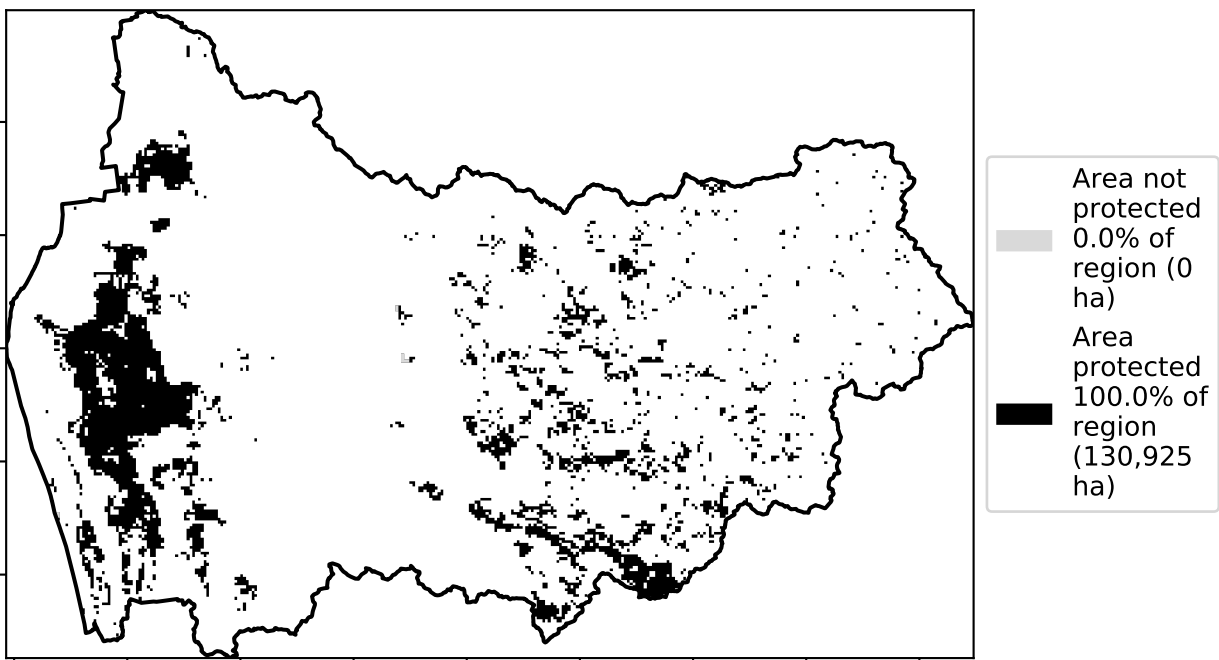 Area not
protected
0.0% of
region (0
ha)
Area
protected
100.0% of
region
(130,925
ha)